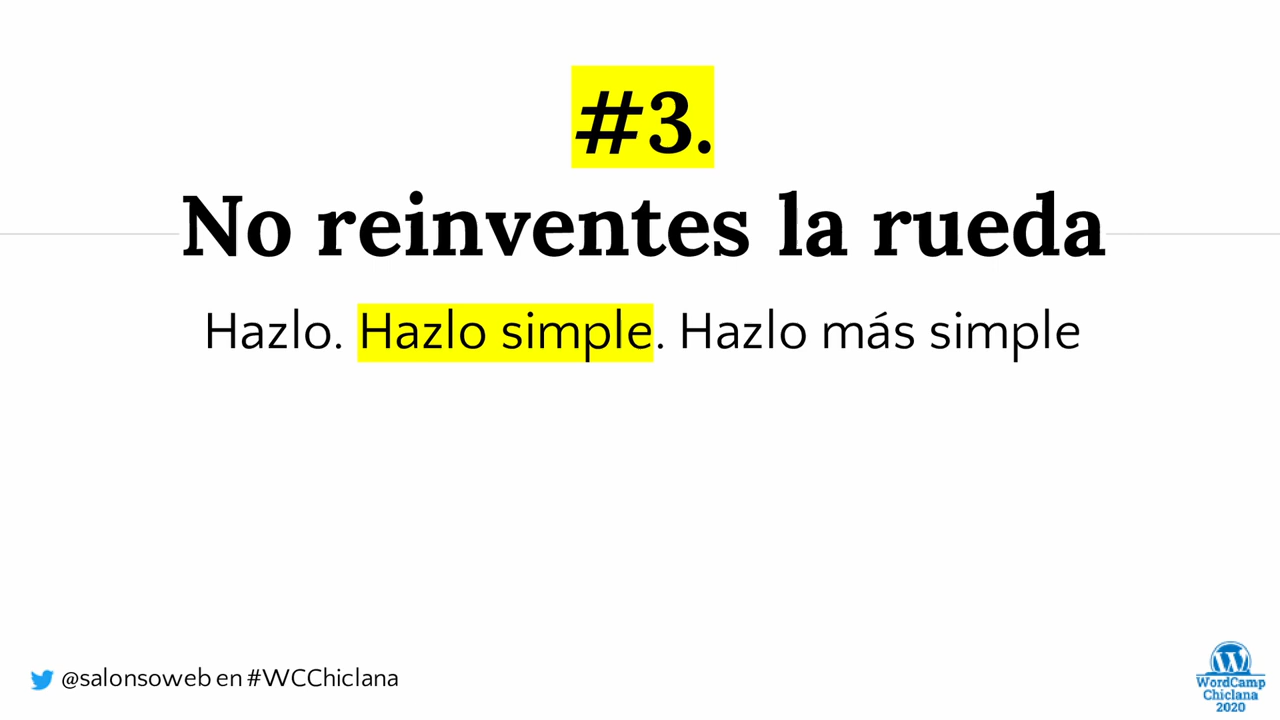 #3.
No reinventes la rueda
Hazlo. Hazlo simple. Hazlo más simple
@salonsoweb en #WCChiclana
WordCamp
Chiclana
2020